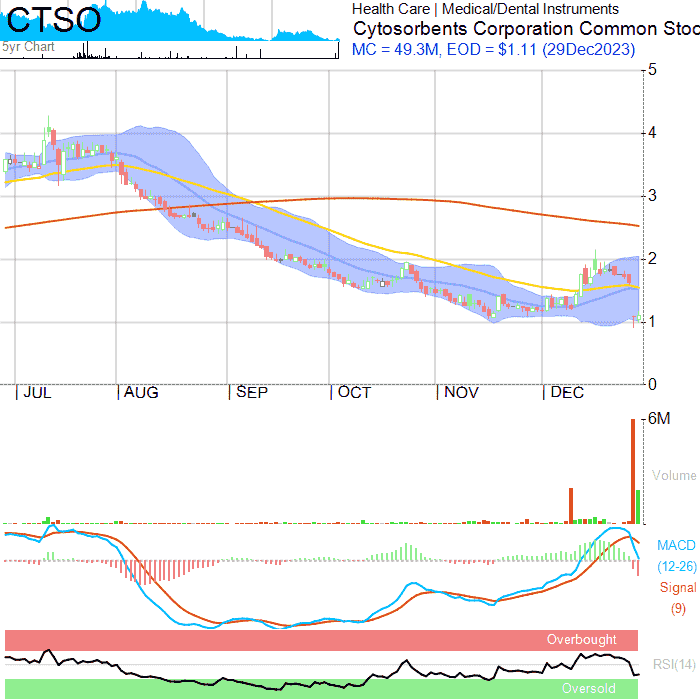 CTSO
5yr Chart
Health Care | Medical/Dental Instruments
Cytosorbents Corporation Common Stoc
MC = 49.3M, EOD = $1.11 (29Dec2023)
5
4
3
2
1
0
| JUL | AUG | SEP | OCT | NOV | DEC
6M
Volume
MACD
(12-26)
Signal
(9)
Overbought
RSI(14)
Oversold